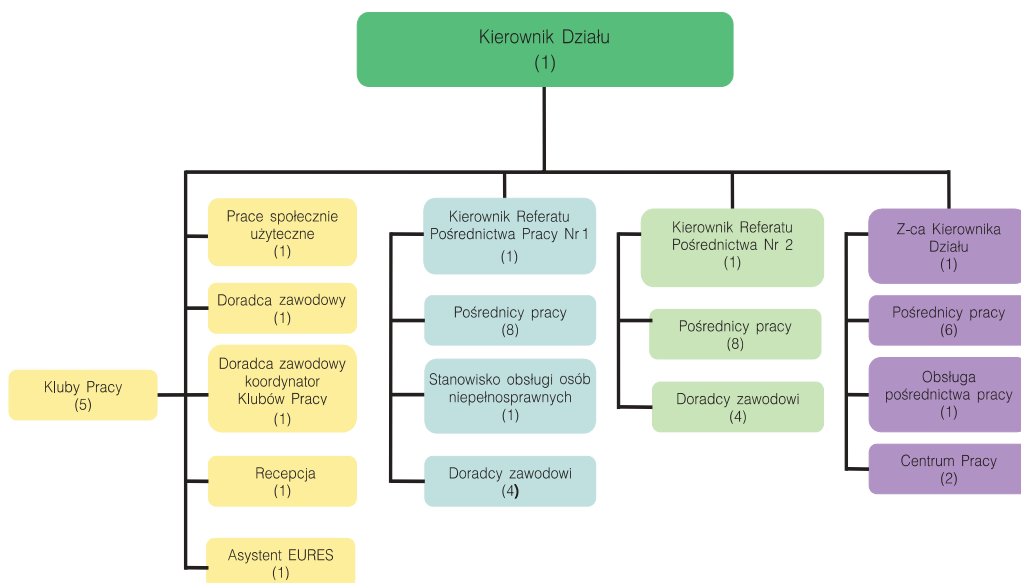 Kierownik Działu
(1)
Kluby Pracy
(5)
Prace społecznie
użyteczne
(1)
Doradca zawodowy
(1)
Doradca zawodowy
koordynator
Klubów Pracy
(1)
Recepcja
(1)
Asystent EURES
(1)
Kierownik Referatu
Pośrednictwa Pracy Nr 1
(1)
Pośrednicy pracy
(8)
Stanowisko obsługi osób
niepełnosprawnych
(1)
Doradcy zawodowi
(4)
Kierownik Referatu
Pośrednictwa Nr 2
(1)
Pośrednicy pracy
(8)
Doradcy zawodowi
(4)
Z-ca Kierownika
Działu
(1)
Pośrednicy pracy
(6)
Obsługa
pośrednictwa pracy
(1)
Centrum Pracy
(2)